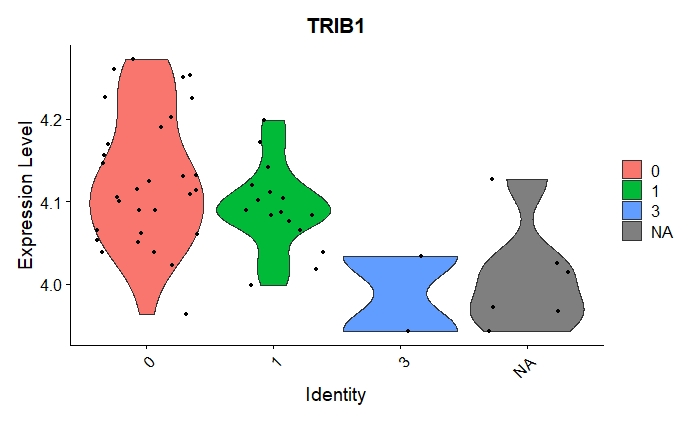 TRIB1
Expression Level
4.2
4.1
4.0
0
1
3
NA
Identity
0
1
3
NA